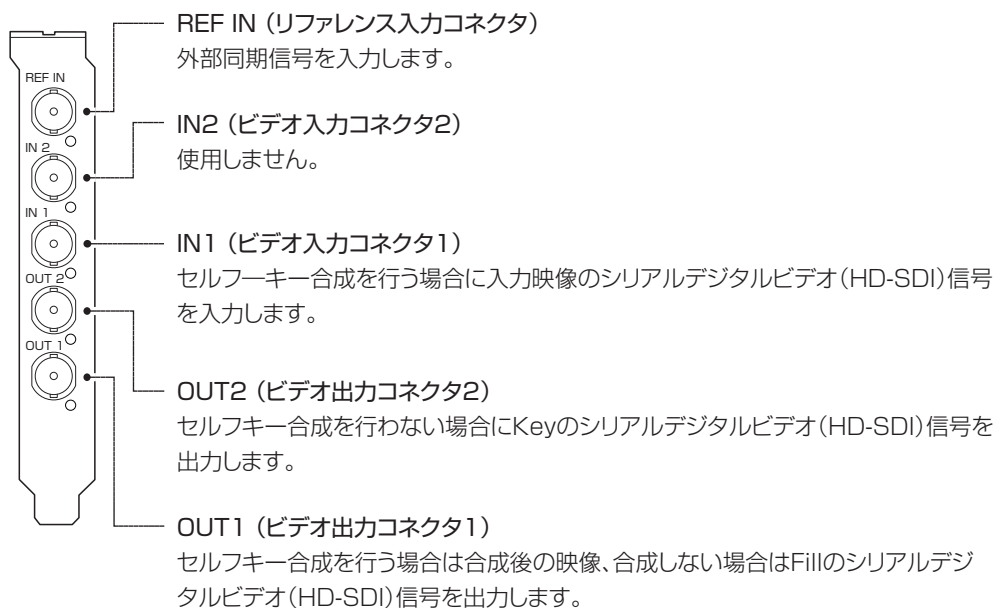 REF IN（リファレンス入力コネクタ）
外部同期信号を入力します。
IN2（ビデオ入力コネクタ2）
使用しません。
IN1（ビデオ入力コネクタ1）
セルフ―キー合成を行う場合に入力映像のシリアルデジタルビデオ（HD-SDI）信号
を入力します。
OUT2（ビデオ出力コネクタ2）
セルフキー合成を行わない場合にKeyのシリアルデジタルビデオ（HD-SDI）信号を
出力します。
OUT1（ビデオ出力コネクタ1）
セルフキー合成を行う場合は合成後の映像、合成しない場合はFillのシリアルデジ
タルビデオ（HD-SDI）信号を出力します。
REF IN
IN 2
IN 1
OUT 2
OUT 1